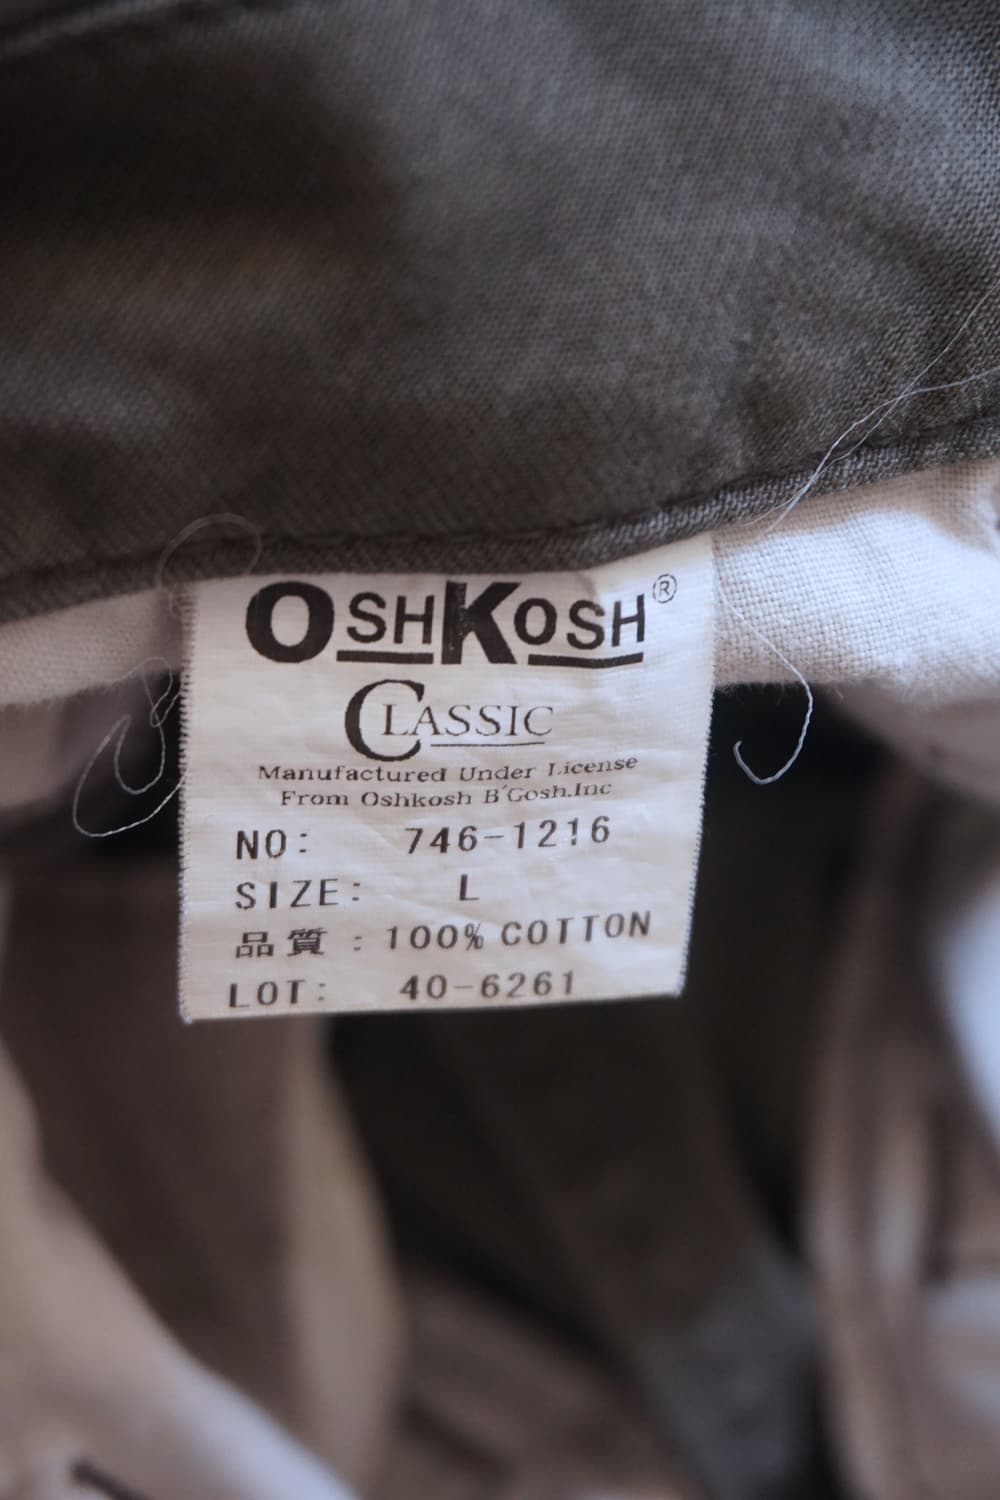 OSHKOSH®
CLASSIC
Manufactured Under License
From Oshkosh B'Gosh.Inc
NO: 746-1216
SIZE: L
品質 : 100% COTTON
LOT: 40-6261